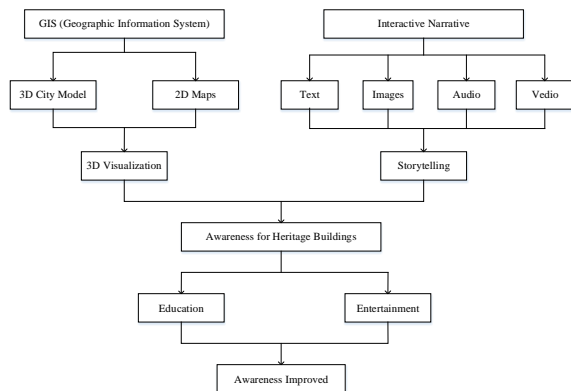 GIS (Geographic Information System)
Interactive Narrative
3D City Model
2D Maps
Text
Images
Audio
Vedio
3D Visualization
Storytelling
Awareness for Heritage Buildings
Education
Entertainment
Awareness Improved